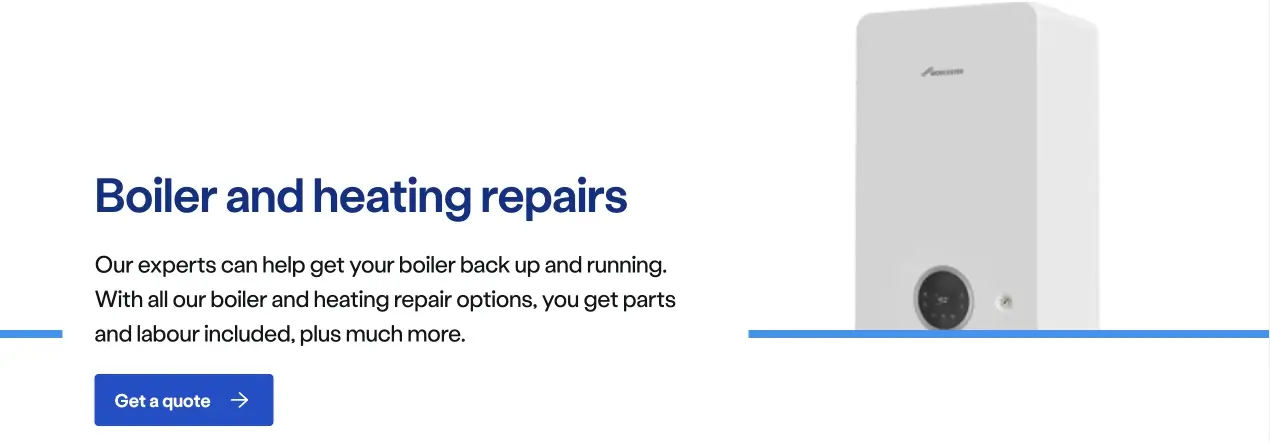 WORCESTER
Boiler and heating repairs
Our experts can help get your boiler back up and running.
With all our boiler and heating repair options, you get parts
and labour included, plus much more.
Get a quote